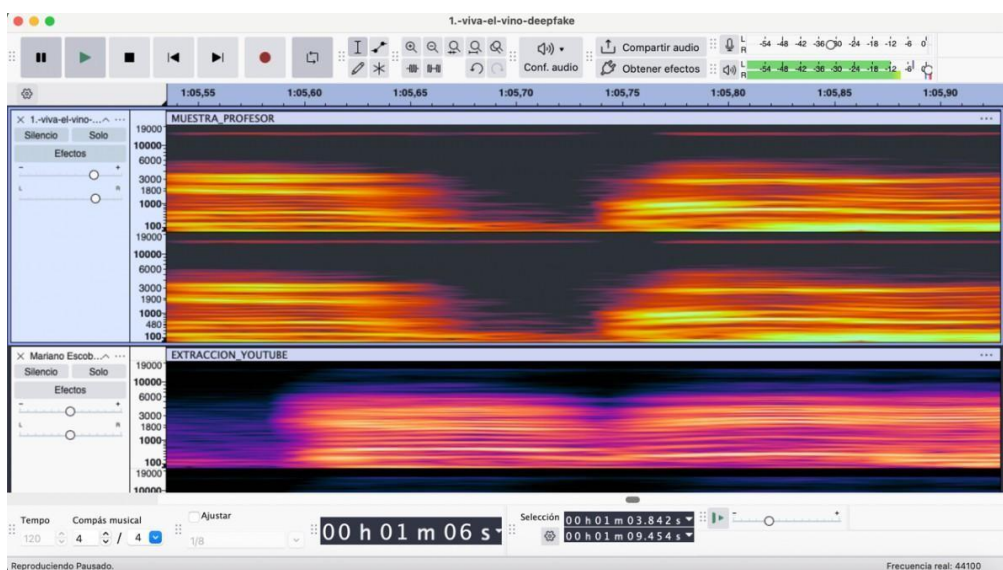 1.-viva-el-vino-deepfake
Compartir audio
Conf. audio
Obtener efectos
L
R
-54 -48 -42 -36 -30 -24 -18 -12 -6 0
L
R
-54 -48 -42 -36 -30 -24 -18 -12 -6 0
1:05,55 1:05,60 1:05,65 1:05,70 1:05,75 1:05,80 1:05,85 1:05,90
1.-viva-el-vino-...
MUESTRA_PROFESOR
Silencio Solo
Efectos
- +
L R
19000
10000
6000
3000
1800
1000
100
19000
10000
6000
3000
1900
1000
480
100
Mariano Escob...
EXTRACCION_YOUTUBE
Silencio Solo
Efectos
- +
L R
19000
10000
6000
3000
1800
1000
100
19000
10000
Tempo
120
Compás musical
4 / 4
Ajustar
1/8
00 h 01 m 06 s
Selección
00 h 01 m 03.842 s
00 h 01 m 09.454 s
- +
Reproduciendo Pausado.
Frecuencia real: 44100